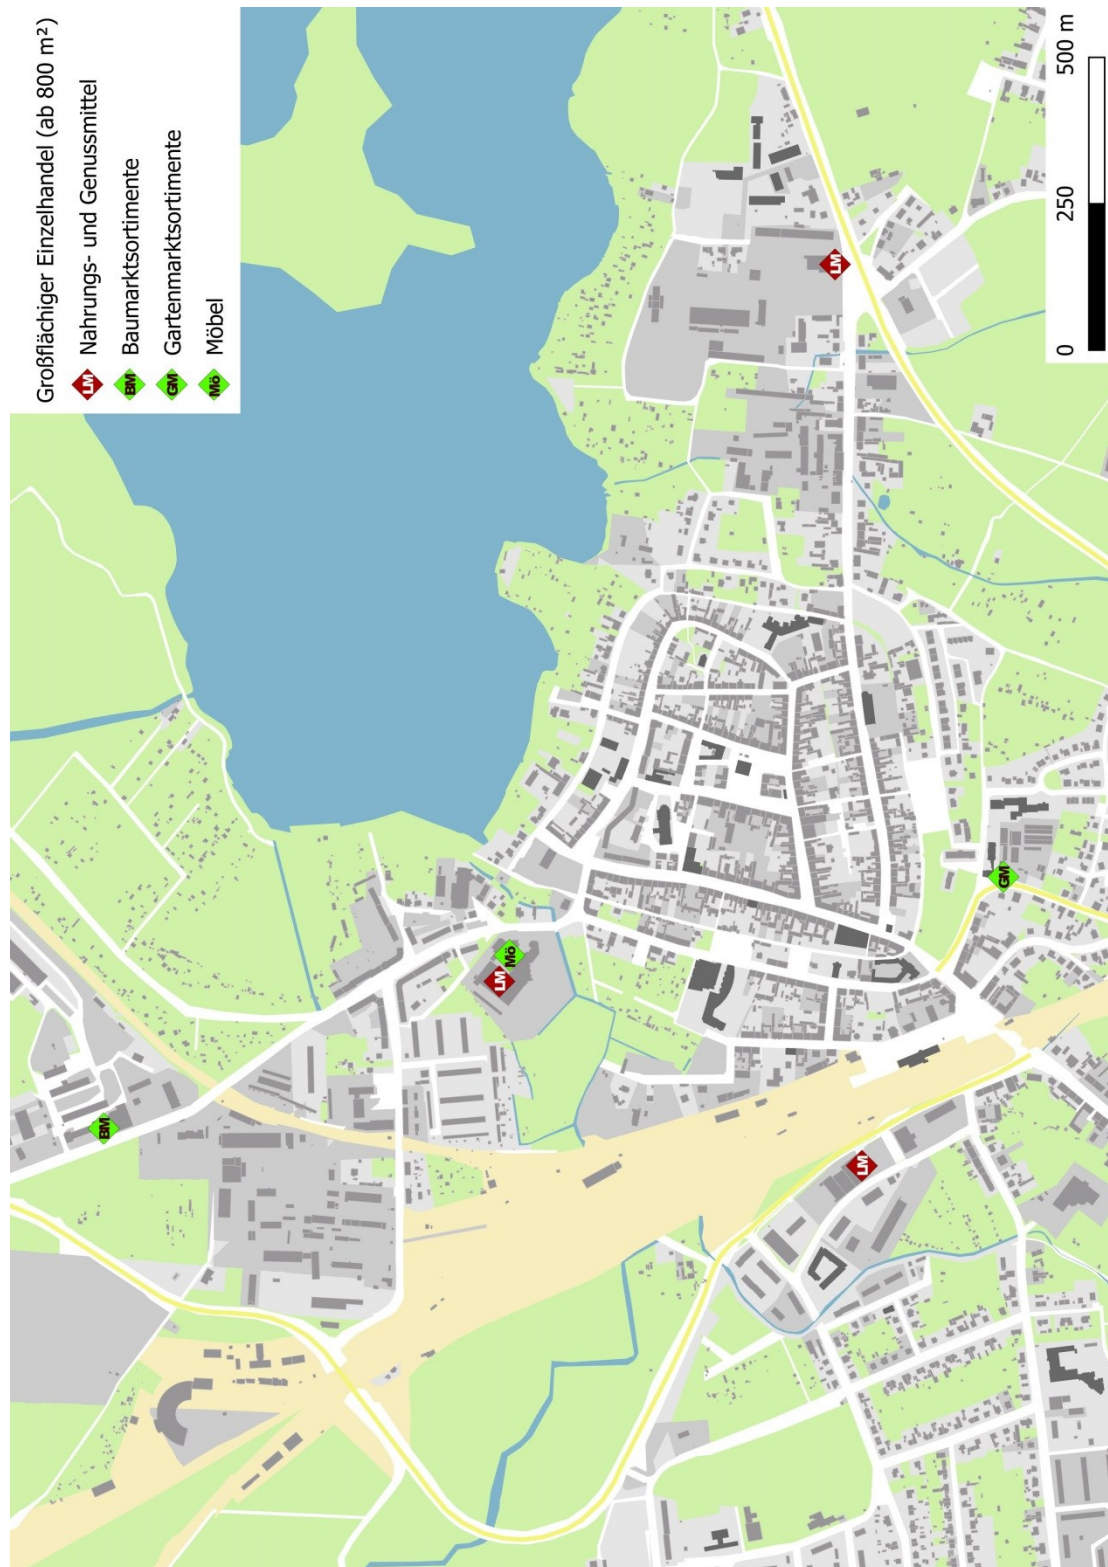 Großflächiger Einzelhandel (ab 800 m²)
LM Nahrungs- und Genussmittel
BM Baumarktsortimente
GM Gartenmarktsortimente
Mö Möbel
LM
BM
LM
Mö
GM
LM
0 250 500 m